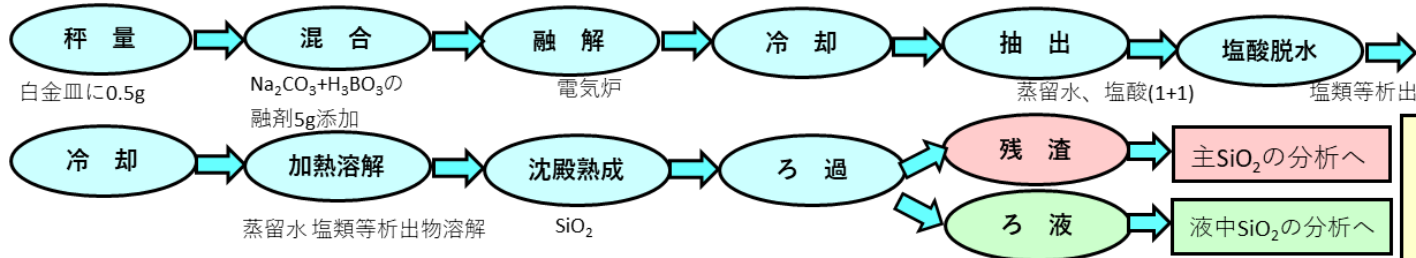 秤 量
混 合
融 解
冷 却
抽 出
塩酸脱水
白金皿に0.5g
Na₂CO₃+H₃BO₃の
融剤5g添加
電気炉
蒸留水、塩酸(1+1)
塩類等析出
冷 却
加熱溶解
沈殿熟成
ろ 過
残 渣
主SiO₂の分析へ
蒸留水 塩類等析出物溶解
SiO₂
ろ 液
液中SiO₂の分析へ